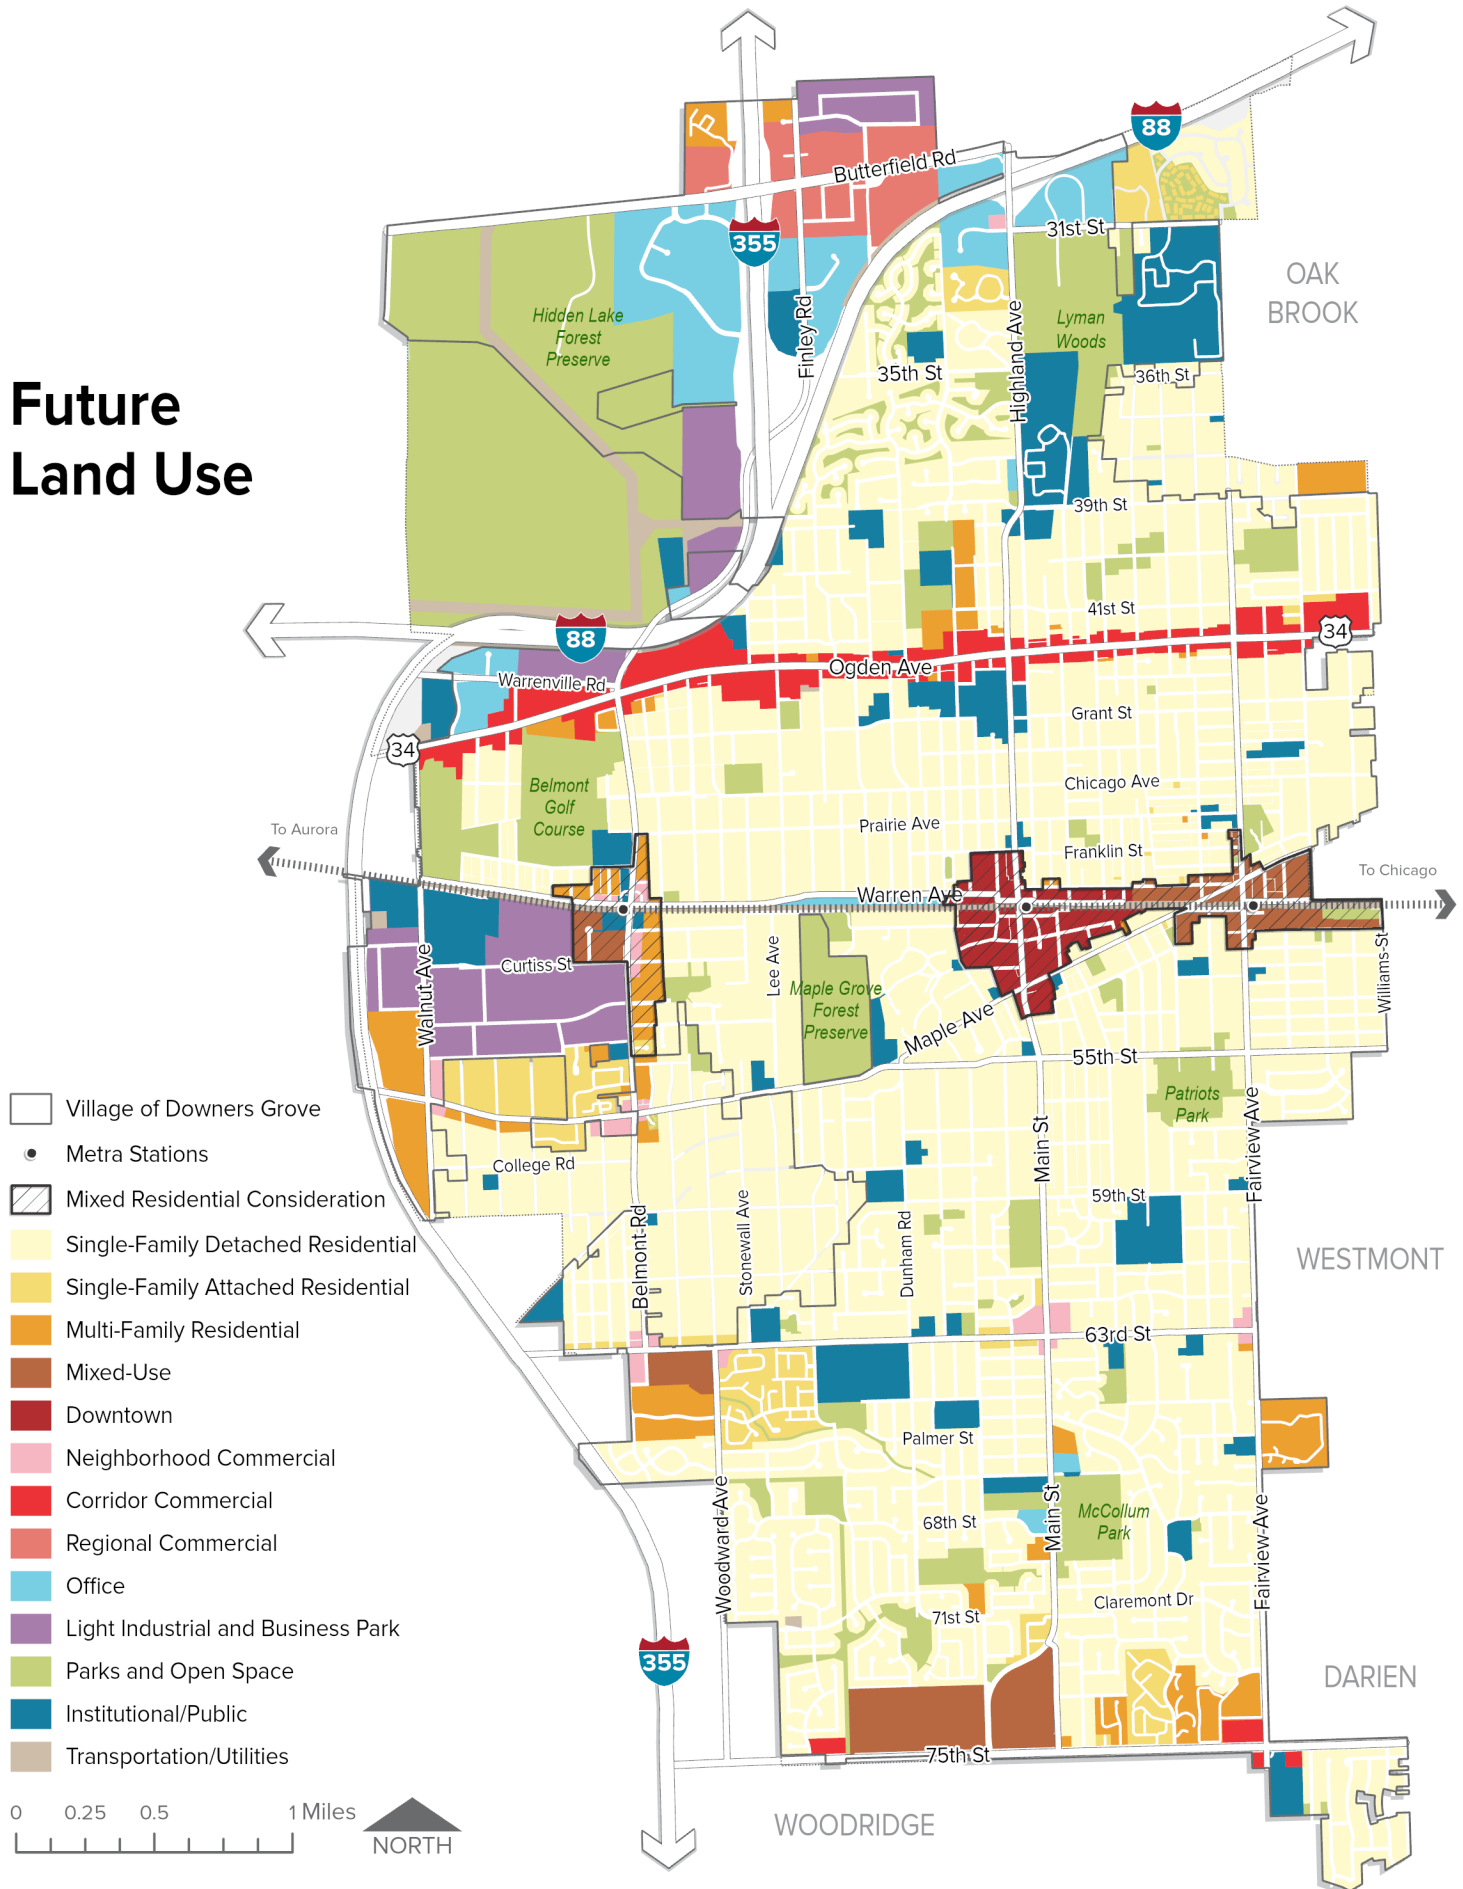 88
Butterfield Rd
355
31st St
OAK
BROOK
Hidden Lake
Forest
Preserve
Finley Rd
Highland Ave
Lyman
Woods
35th St
36th St
Future
Land Use
39th St
41st St
88
34
Ogden Ave
Warrenville Rd
Grant St
34
Belmont
Golf
Course
Chicago Ave
Prairie Ave
To Aurora
Franklin St
To Chicago
Warren Ave
Curtiss St
Walnut Ave
Lee Ave
Maple Grove
Forest
Preserve
Maple Ave
Williams-St
55th St
Patriots
Park
Village of Downers Grove
Metra Stations
Mixed Residential Consideration
Single-Family Detached Residential
Single-Family Attached Residential
Multi-Family Residential
Mixed-Use
Downtown
Neighborhood Commercial
Corridor Commercial
Regional Commercial
Office
Light Industrial and Business Park
Parks and Open Space
Institutional/Public
Transportation/Utilities
College Rd
Main St
Fairview-Ave
59th St
Belmont-Rd
Stonewall Ave
Dunham Rd
WESTMONT
63rd St
Palmer St
Woodward-Ave
68th St
Main St
McCollum
Park
Fairview-Ave
Claremont Dr
71st St
355
DARIEN
75th St
0 0.25 0.5 1 Miles
NORTH
WOODRIDGE